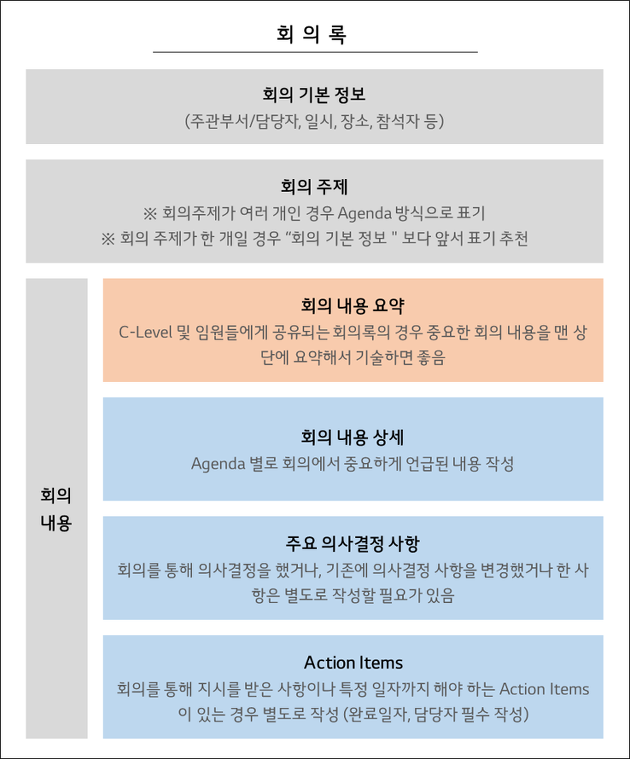 회 의 록
회의 기본 정보
(주관부서/담당자, 일시, 장소, 참석자 등)
회의 주제
※ 회의주제가 여러 개인 경우 Agenda 방식으로 표기
※ 회의 주제가 한 개일 경우 “회의 기본 정보 " 보다 앞서 표기 추천
회의
내용
회의 내용 요약
C-Level 및 임원들에게 공유되는 회의록의 경우 중요한 회의 내용을 맨 상
단에 요약해서 기술하면 좋음
회의 내용 상세
Agenda 별로 회의에서 중요하게 언급된 내용 작성
주요 의사결정 사항
회의를 통해 의사결정을 했거나, 기존에 의사결정 사항을 변경했거나 한 사
항은 별도로 작성할 필요가 있음
Action Items
회의를 통해 지시를 받은 사항이나 특정 일자까지 해야 하는 Action Items
이 있는 경우 별도로 작성 (완료일자, 담당자 필수 작성)